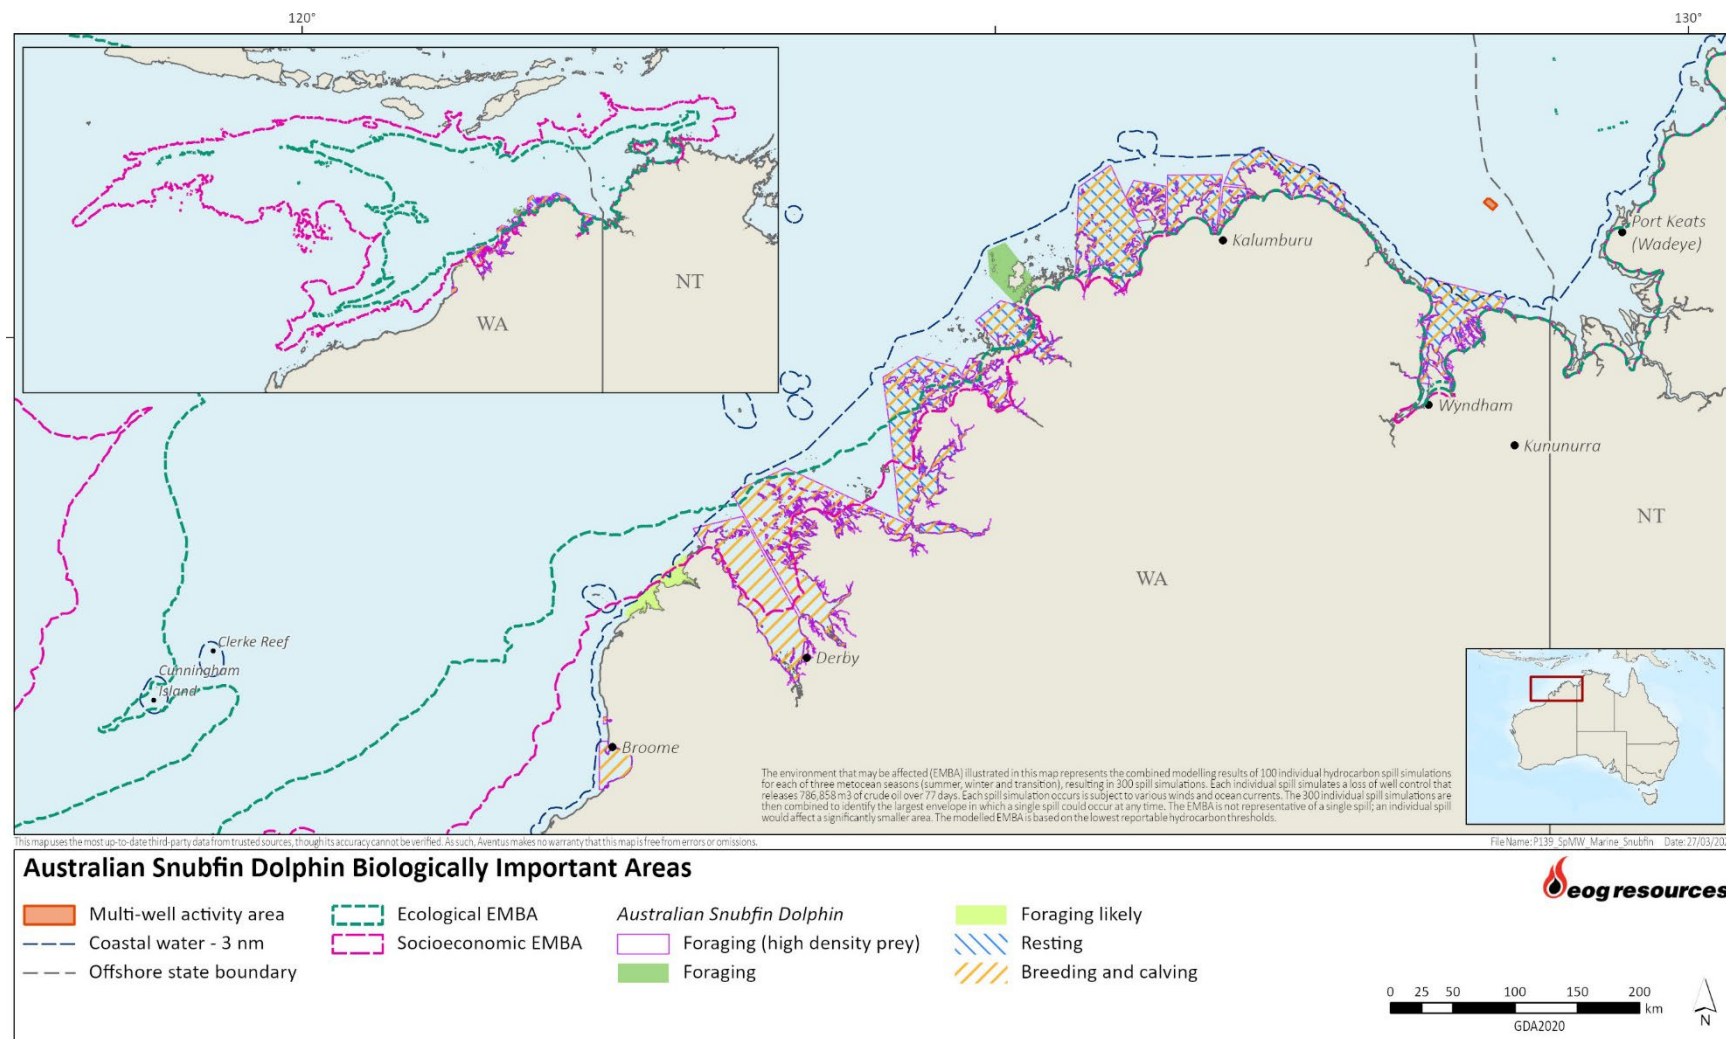 120°
130°
WA
NT
Port Keats
(Wadeye)
Kalumburu
Wyndham
Kununurra
NT
WA
Clerke Reef
Cunningham
Island
Derby
Broome
The environment that may be affected (EMBA) illustrated in this map represents the combined modelling results of 100 individual hydrocarbon spill simulations
for each of three metocean seasons (summer, winter and transition), resulting in 300 spill simulations. Each individual spill simulates a loss of well control that
releases 786,858 m3 of crude oil over 77 days. Each spill simulation occurs is subject to various winds and ocean currents. The 300 individual spill simulations are
then combined to identify the largest envelope in which a single spill could occur at any time. The EMBA is not representative of a single spill; an individual spill
would affect a significantly smaller area. The modelled EMBA is based on the lowest reportable hydrocarbon thresholds.
This map uses the most up-to-date third-party data from trusted sources, though its accuracy cannot be verified. As such, Aventus makes no warranty that this map is free from errors or omissions.
File Name: P139_SpMW_Marine_Snubfin Date: 27/03/202
Australian Snubfin Dolphin Biologically Important Areas
eog resources
Multi-well activity area
Coastal water - 3 nm
Offshore state boundary
Ecological EMBA
Socioeconomic EMBA
Australian Snubfin Dolphin
Foraging (high density prey)
Foraging
Foraging likely
Resting
Breeding and calving
0 25 50 100 150 200
km
GDA2020
N